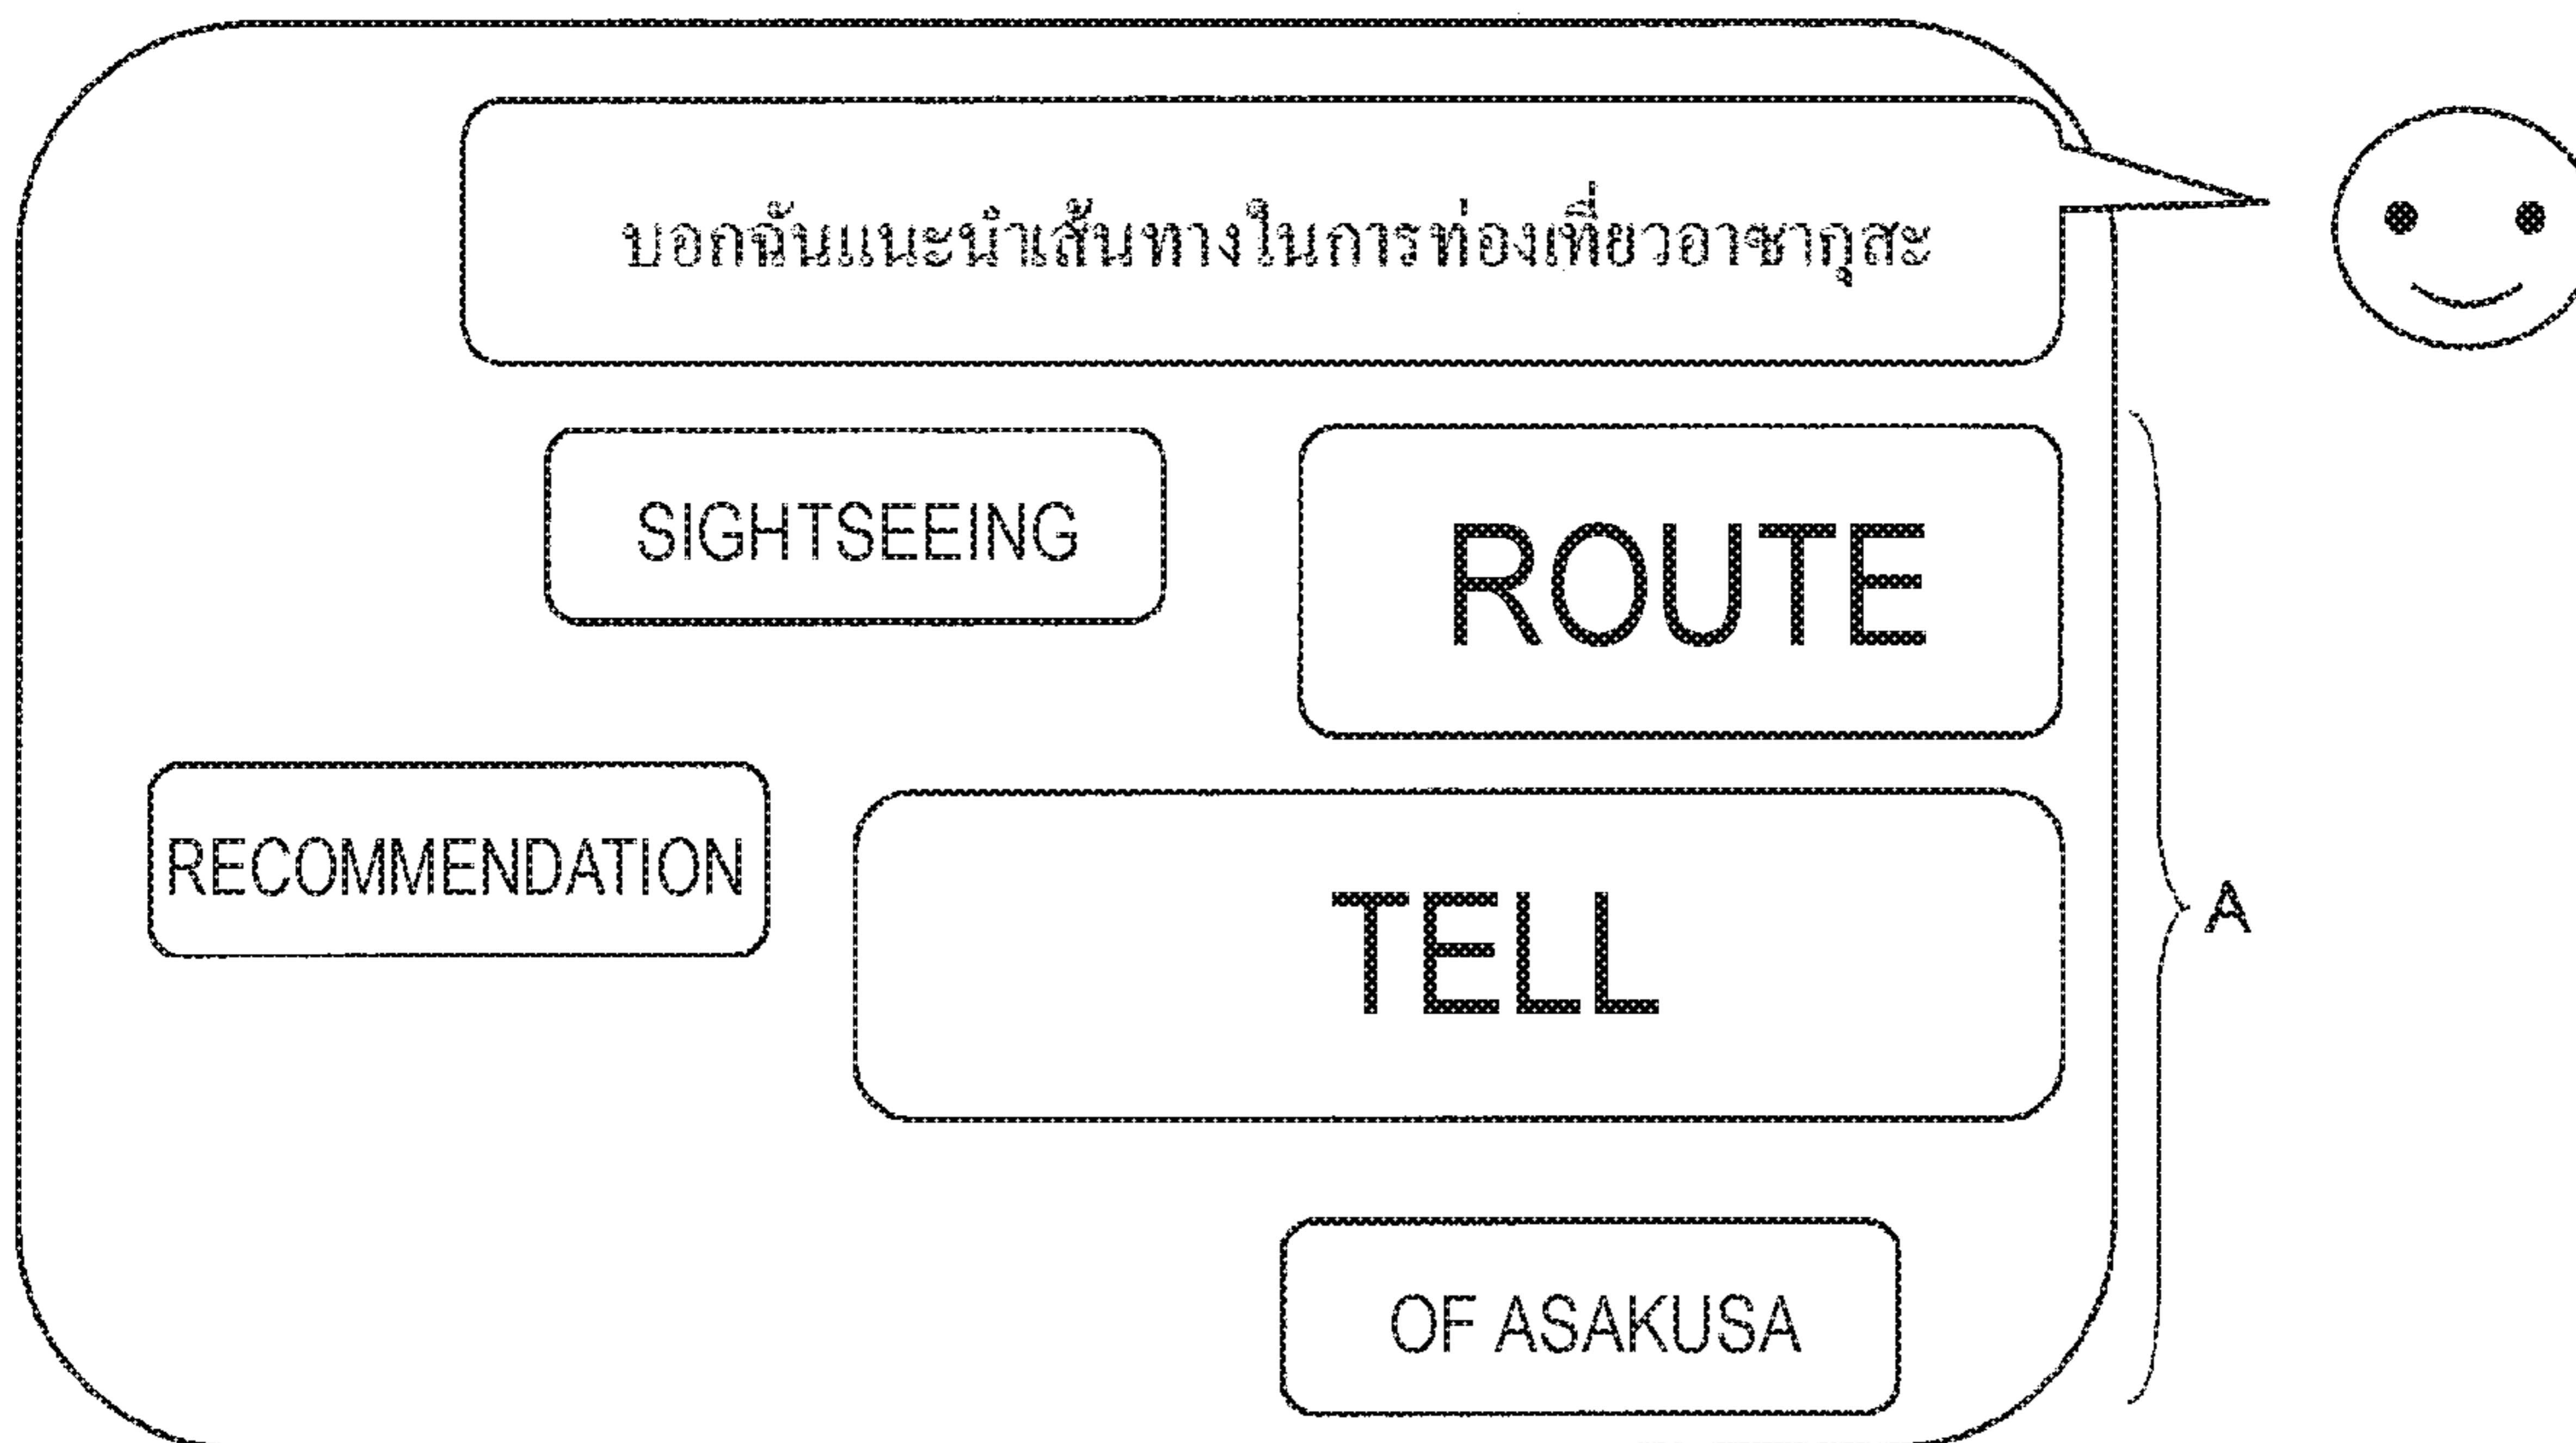 บอกฉันแนะนำเส้นทางในการท่องเที่ยวอาซากุสะ
SIGHTSEEING
ROUTE
RECOMMENDATION
TELL
A
OF ASAKUSA